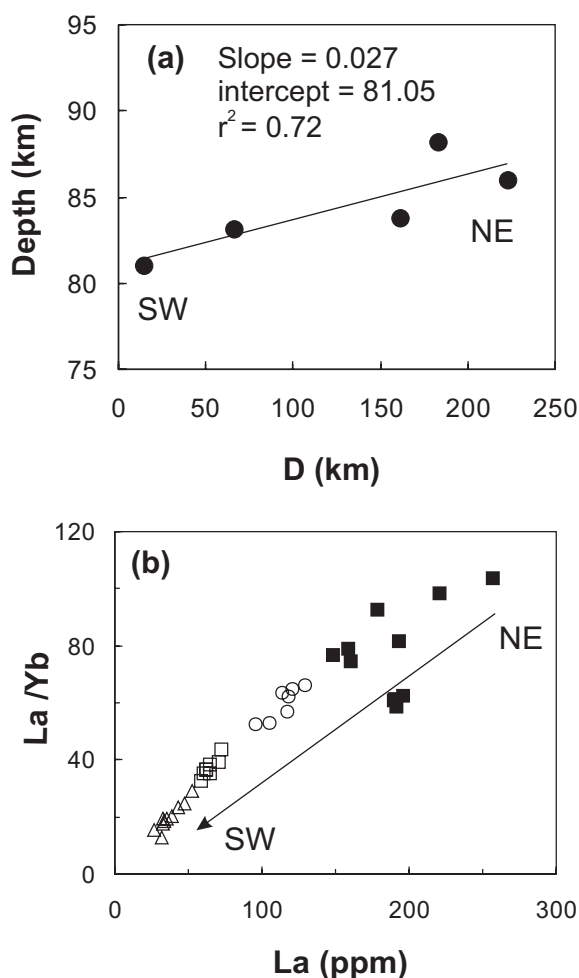 95
(a) Slope = 0.027
intercept = 81.05
r² = 0.72
90
Depth (km)
85
NE
80
SW
75
0 50 100 150 200 250
D (km)
120
(b)
80
NE
La /Yb
40
SW
0
0 100 200 300
La (ppm)